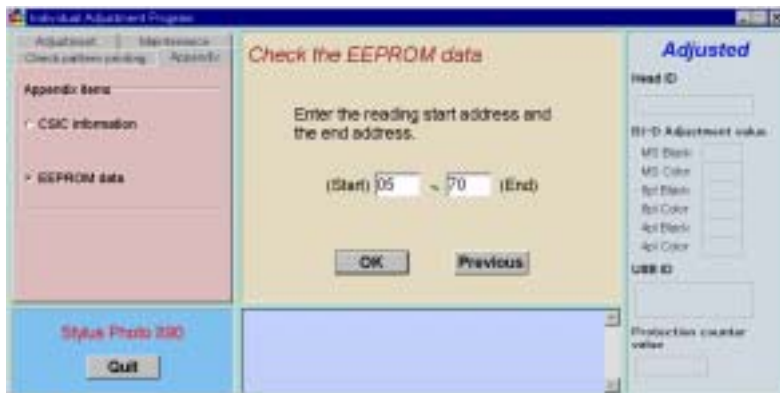 Individual Adjustment Program
Adjustment
Maintenance
Check pattern printing
Appendix
Appendix items
CSIC information
EEPROM data
Stylus Photo 890
Quit
Check the EEPROM data
Enter the reading start address and
the end address.
(Start) 05 ~ 70 (End)
OK
Previous
Adjusted
Head ID
BI-D Adjustment value
MS Black
MS Color
8pl Black
8pl Color
4pl Black
4pl Color
USB ID
Protection counter
value